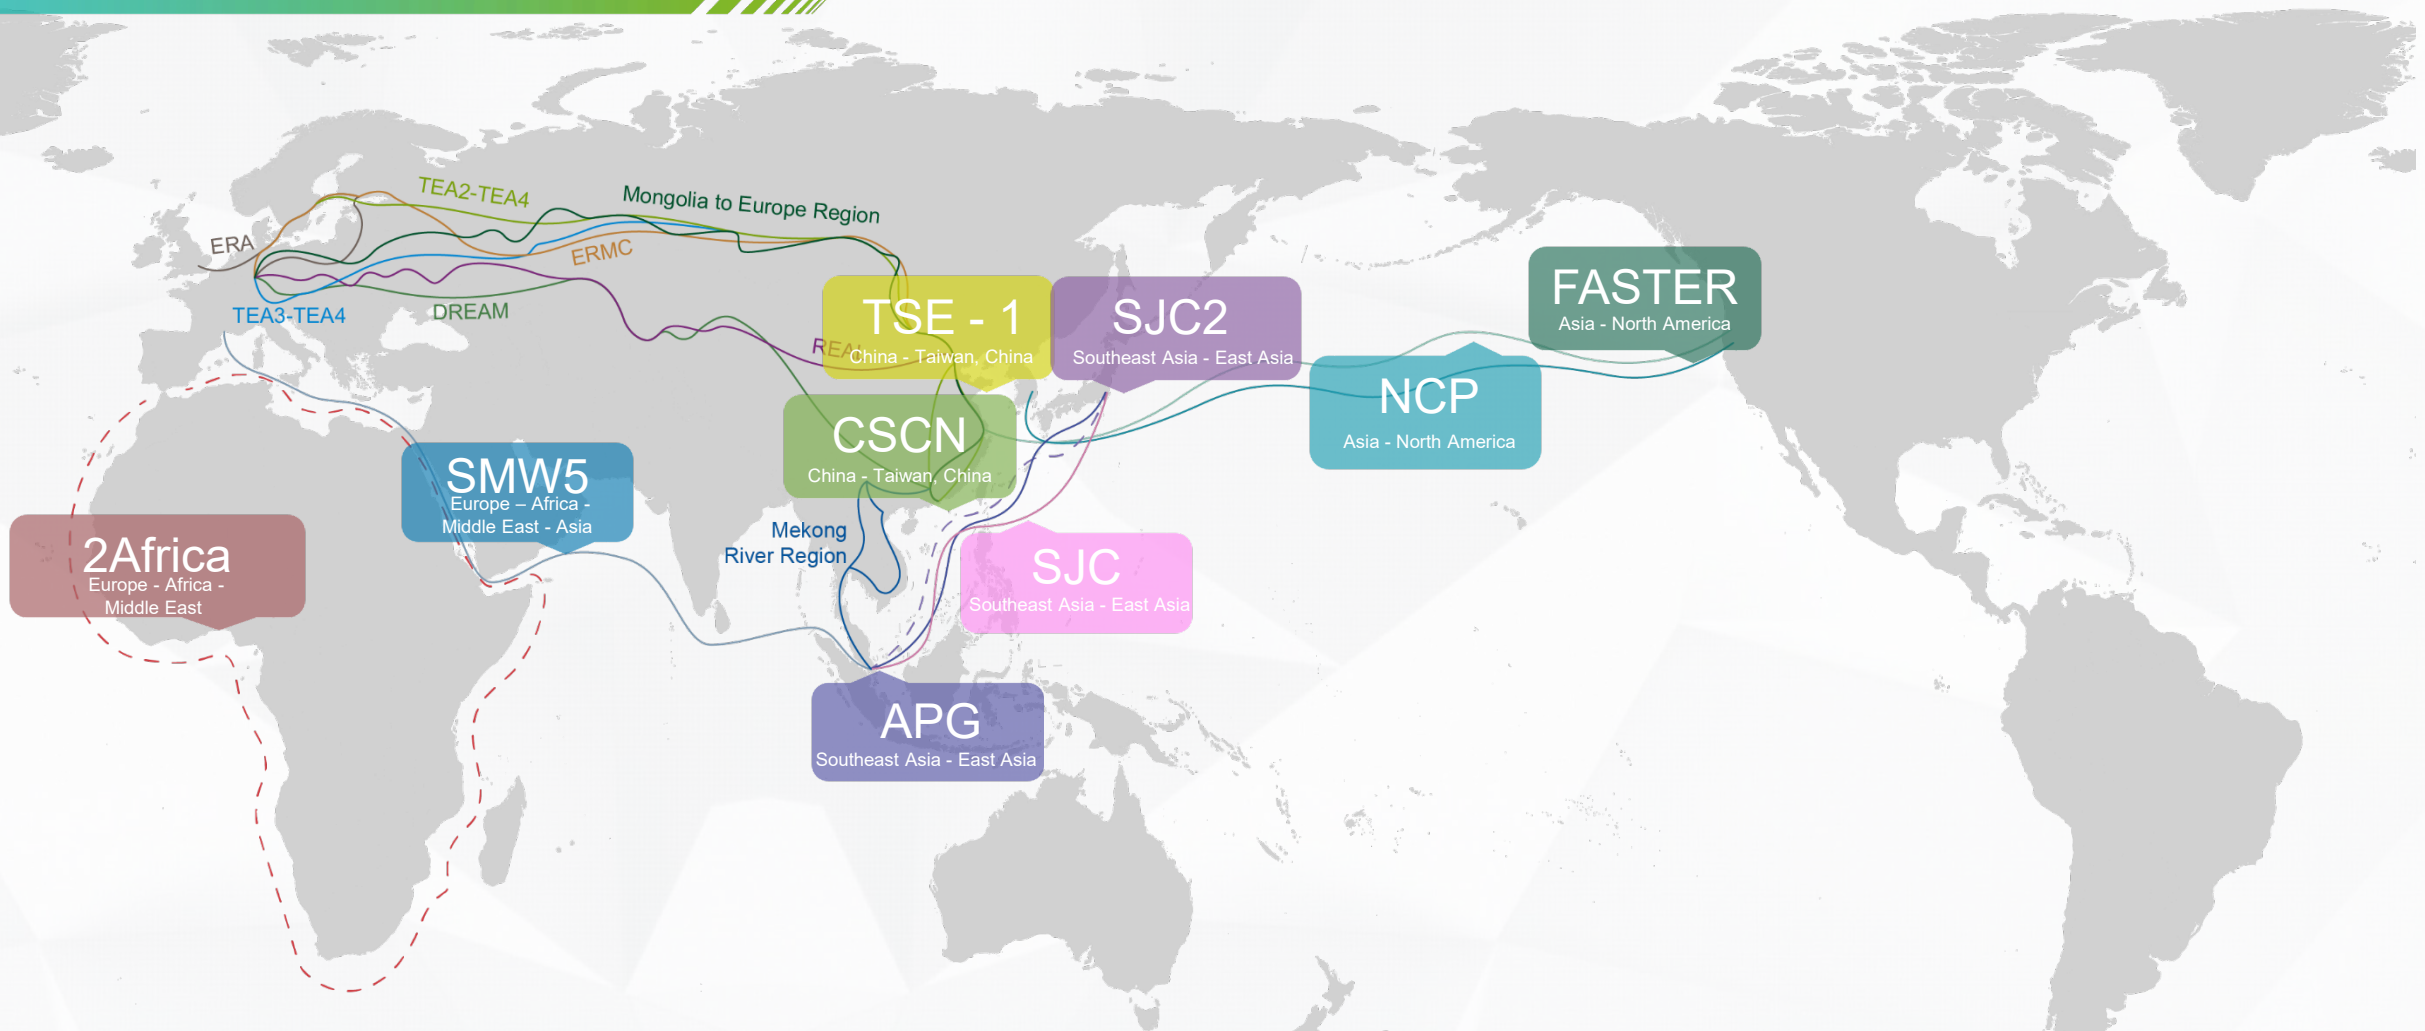 TEA2-TEA4
Mongolia to Europe Region
ERA
ERMC
TEA3-TEA4
DREAM
TSE - 1
China - Taiwan, China
SJC2
Southeast Asia - East Asia
FASTER
Asia - North America
NCP
Asia - North America
CSCN
China - Taiwan, China
SMW5
Europe – Africa -
Middle East - Asia
2Africa
Europe - Africa -
Middle East
Mekong
River Region
SJC
Southeast Asia - East Asia
APG
Southeast Asia - East Asia